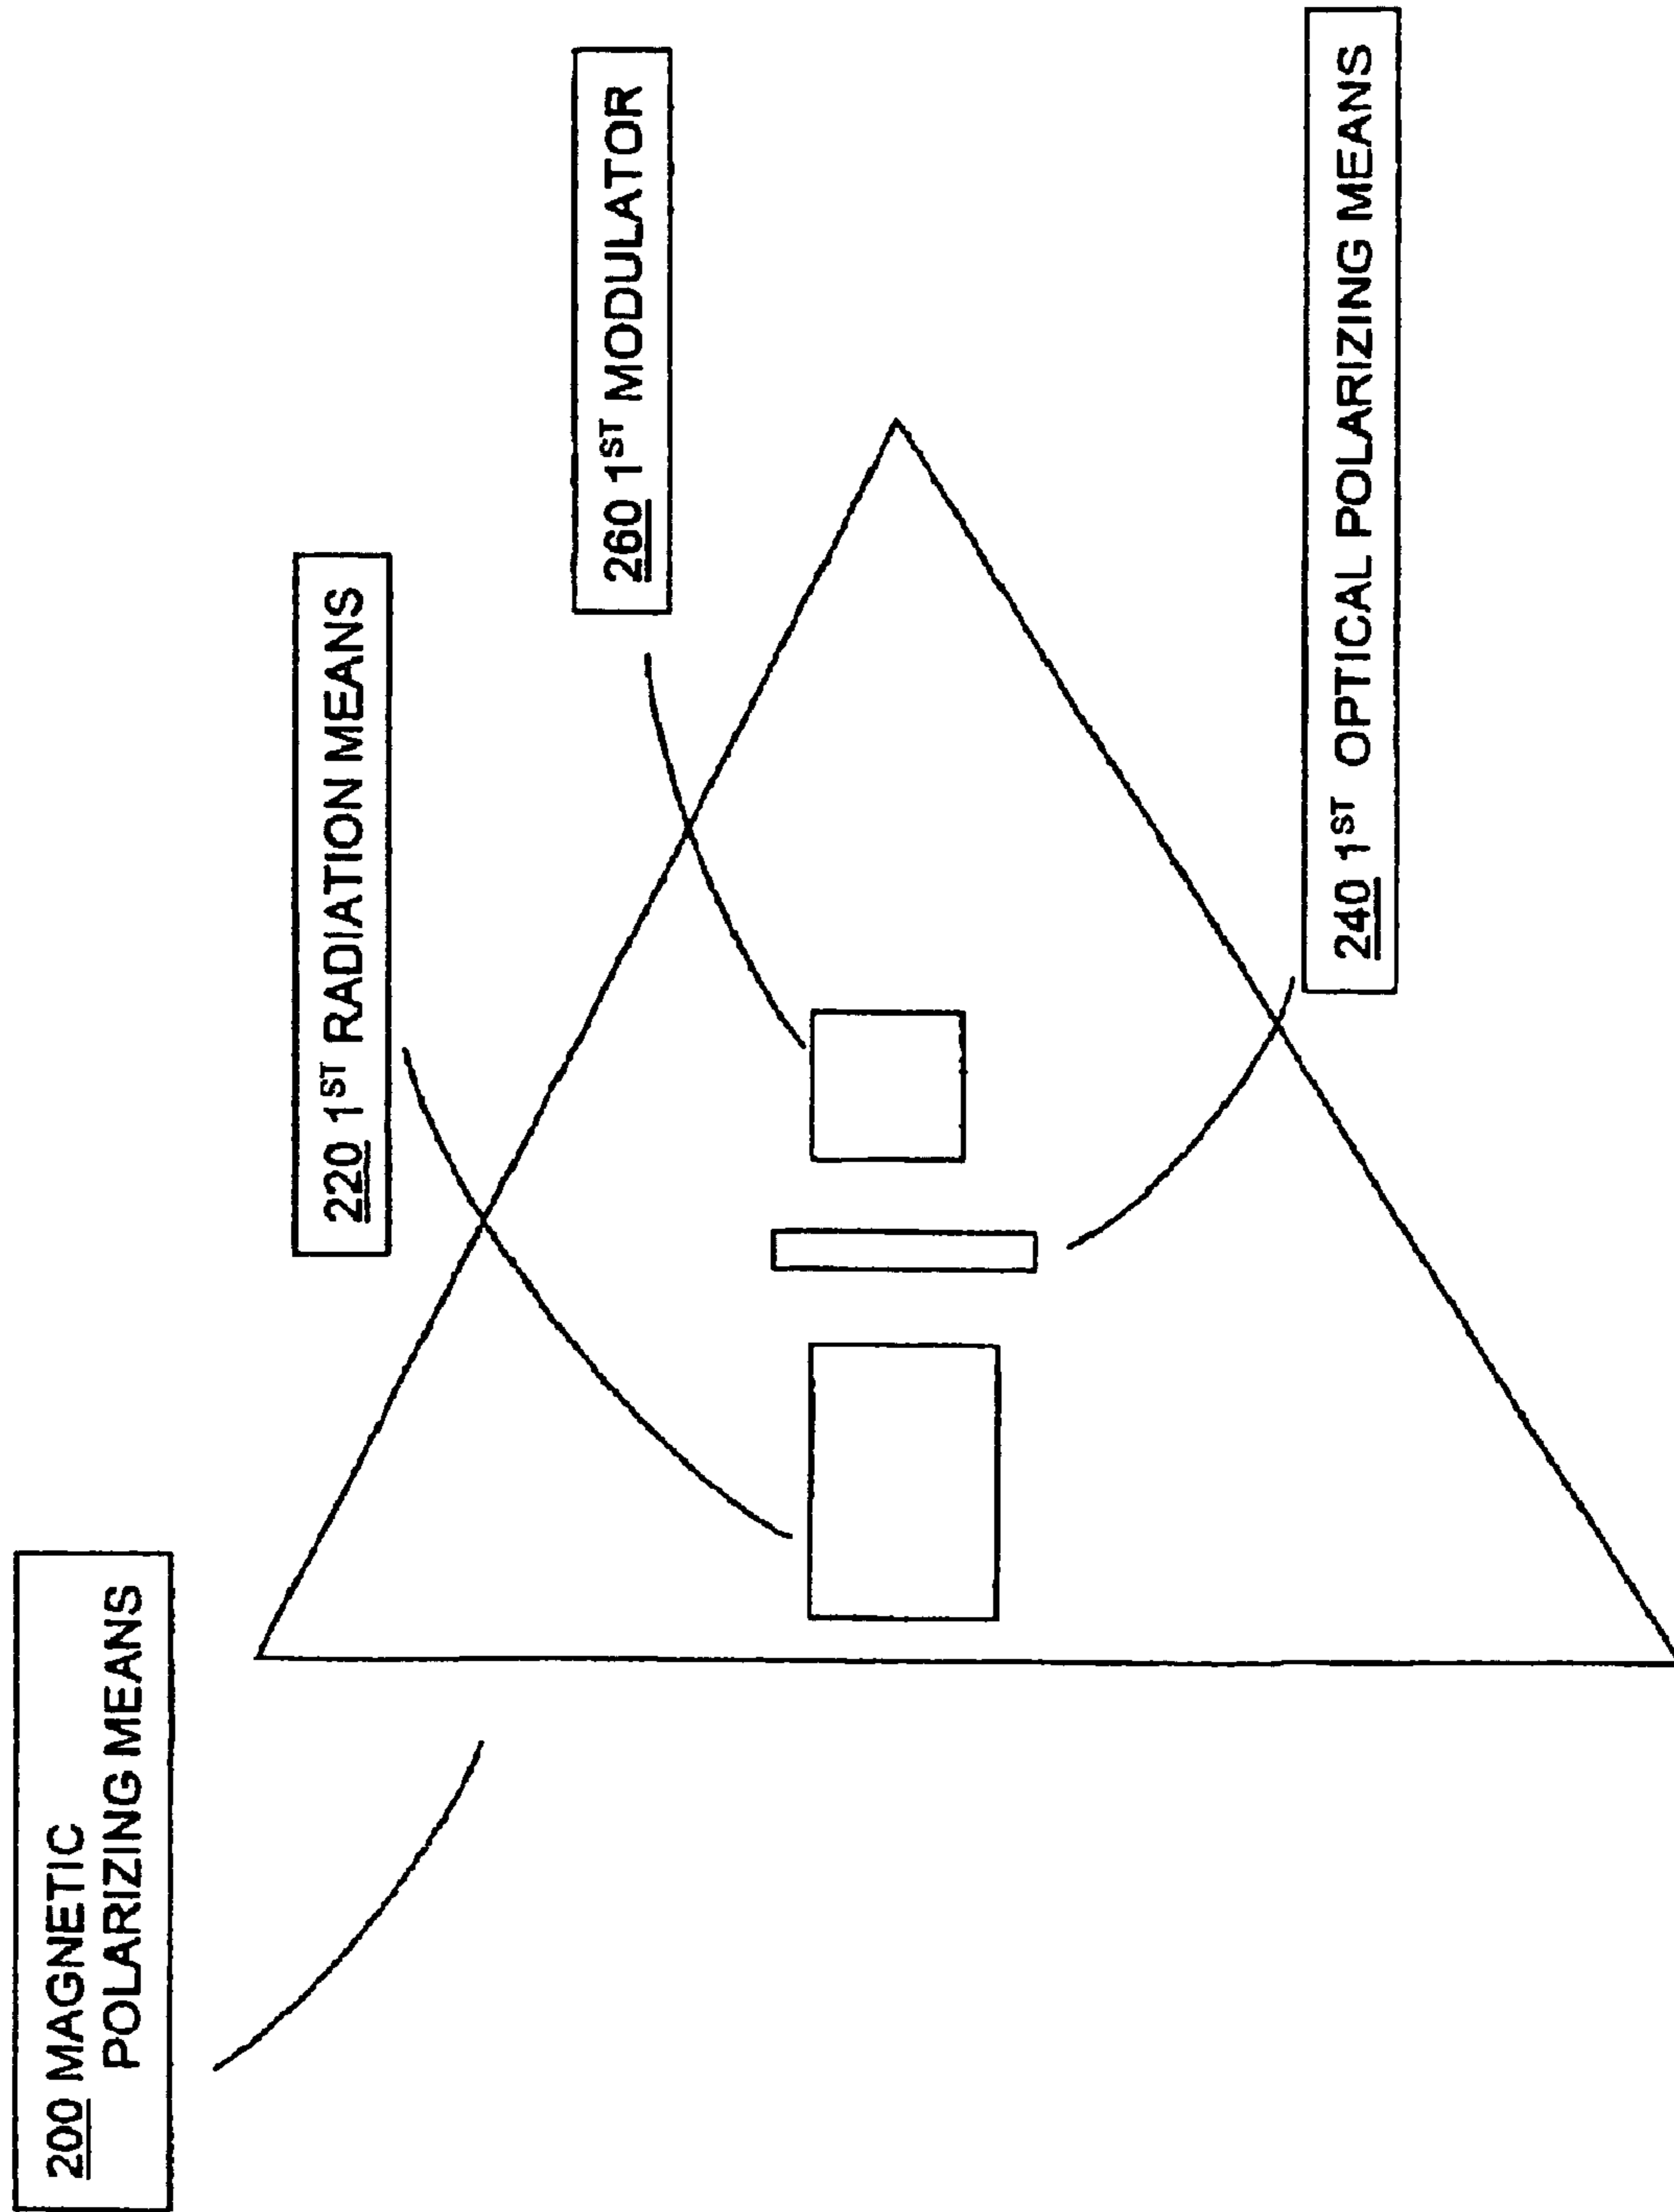 200 MAGNETIC
POLARIZING MEANS
220 1ST RADIATION MEANS
260 1ST MODULATOR
240 1ST OPTICAL POLARIZING MEANS